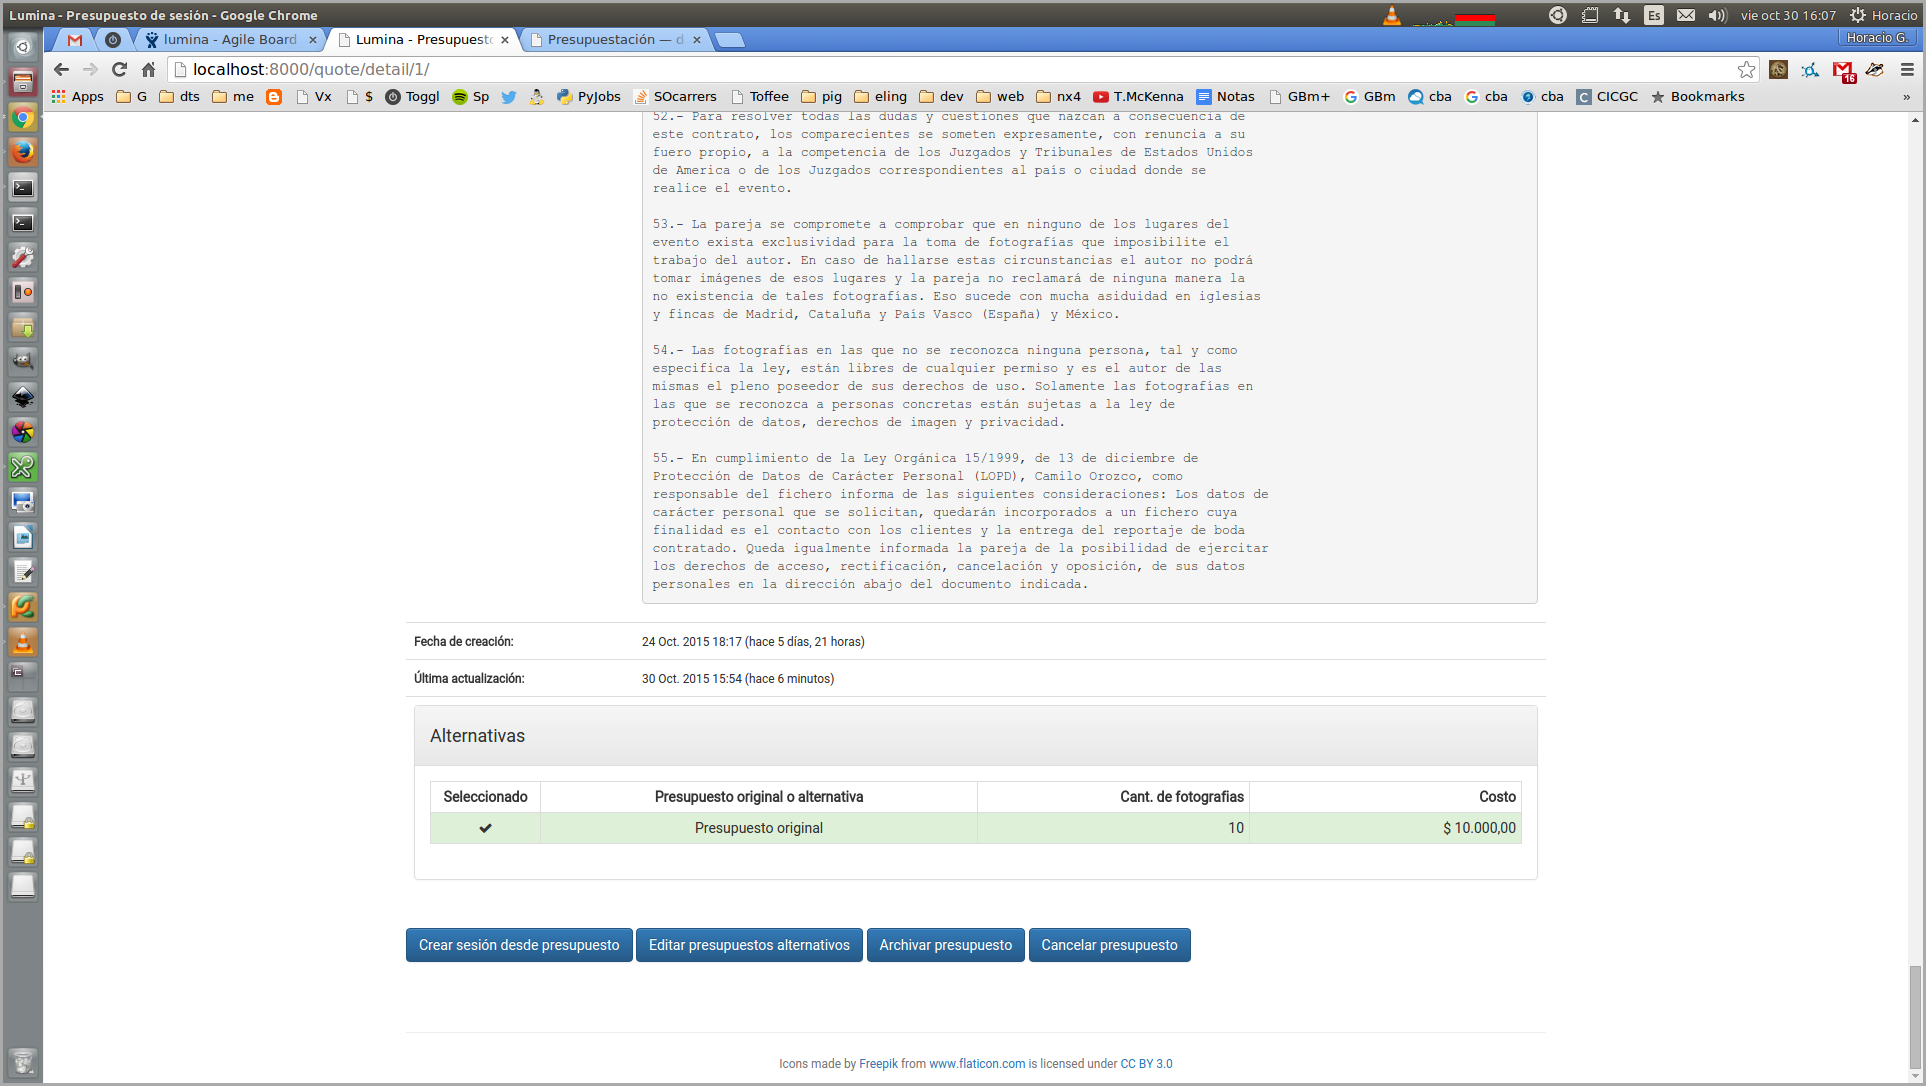 Lumina - Presupuesto de sesión - Google Chrome
Es
vie oct 30 16:07
Horacio
lumina - Agile Board
Lumina - Presupuest
Presupuestación — d
Horacio G.
localhost:8000/quote/detail/1/
16
Apps G dts me Vx $ Toggl Sp PyJobs SOcarrers Toffee pig eling dev web nx4 T.McKenna Notas GBm+ GBm cba cba cba CICGC Bookmarks »
52.- Para resolver todas las dudas y cuestiones que nazcan a consecuencia de
este contrato, los comparecientes se someten expresamente, con renuncia a su
fuero propio, a la competencia de los Juzgados y Tribunales de Estados Unidos
de America o de los Juzgados correspondientes al país o ciudad donde se
realice el evento.
53.- La pareja se compromete a comprobar que en ninguno de los lugares del
evento exista exclusividad para la toma de fotografías que imposibilite el
trabajo del autor. En caso de hallarse estas circunstancias el autor no podrá
tomar imágenes de esos lugares y la pareja no reclamará de ninguna manera la
no existencia de tales fotografías. Eso sucede con mucha asiduidad en iglesias
y fincas de Madrid, Cataluña y País Vasco (España) y México.
54.- Las fotografías en las que no se reconozca ninguna persona, tal y como
especifica la ley, están libres de cualquier permiso y es el autor de las
mismas el pleno poseedor de sus derechos de uso. Solamente las fotografías en
las que se reconozca a personas concretas están sujetas a la ley de
protección de datos, derechos de imagen y privacidad.
55.- En cumplimiento de la Ley Orgánica 15/1999, de 13 de diciembre de
Protección de Datos de Carácter Personal (LOPD), Camilo Orozco, como
responsable del fichero informa de las siguientes consideraciones: Los datos de
carácter personal que se solicitan, quedarán incorporados a un fichero cuya
finalidad es el contacto con los clientes y la entrega del reportaje de boda
contratado. Queda igualmente informada la pareja de la posibilidad de ejercitar
los derechos de acceso, rectificación, cancelación y oposición, de sus datos
personales en la dirección abajo del documento indicada.
Fecha de creación: 24 Oct. 2015 18:17 (hace 5 días, 21 horas)
Última actualización: 30 Oct. 2015 15:54 (hace 6 minutos)
Alternativas
Seleccionado Presupuesto original o alternativa Cant. de fotografias Costo
Presupuesto original 10 $ 10.000,00
Crear sesión desde presupuesto Editar presupuestos alternativos Archivar presupuesto Cancelar presupuesto
Icons made by Freepik from www.flaticon.com is licensed under CC BY 3.0